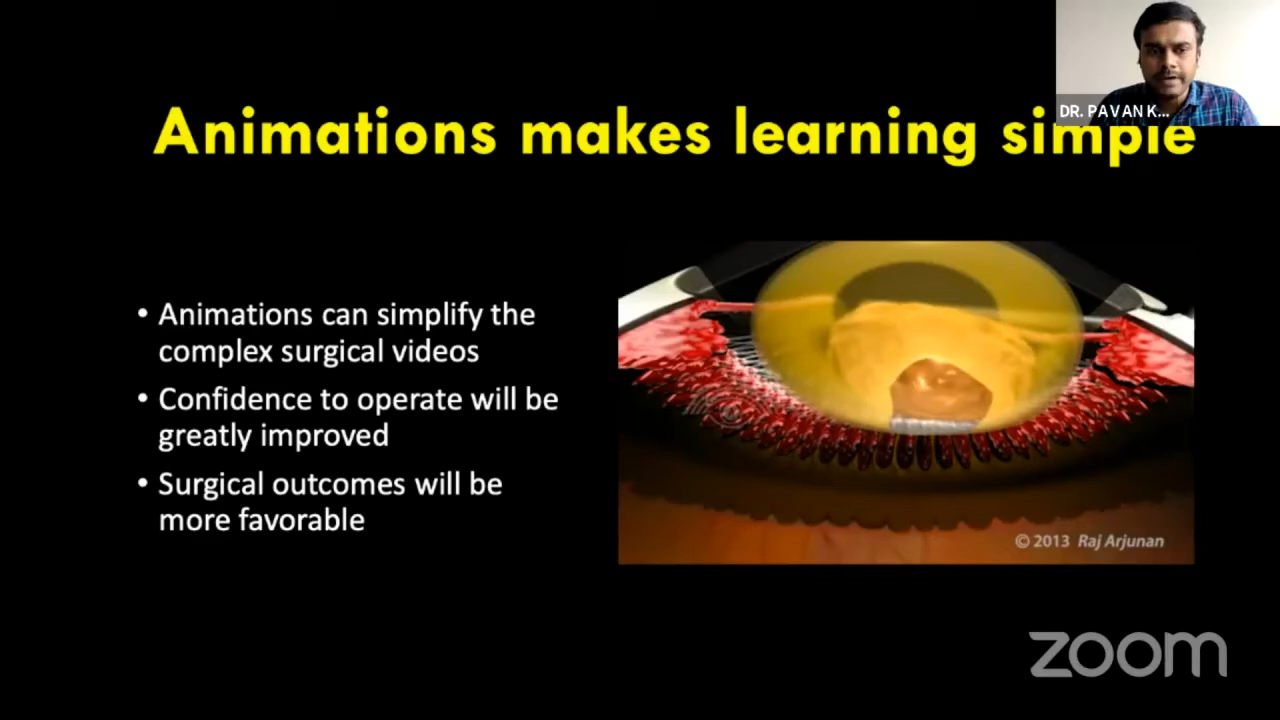 DR. PAVAN K...
Animations makes learning simple
• Animations can simplify the
complex surgical videos
• Confidence to operate will be
greatly improved
• Surgical outcomes will be
more favorable
© 2013 Raj Arjunan
zoom